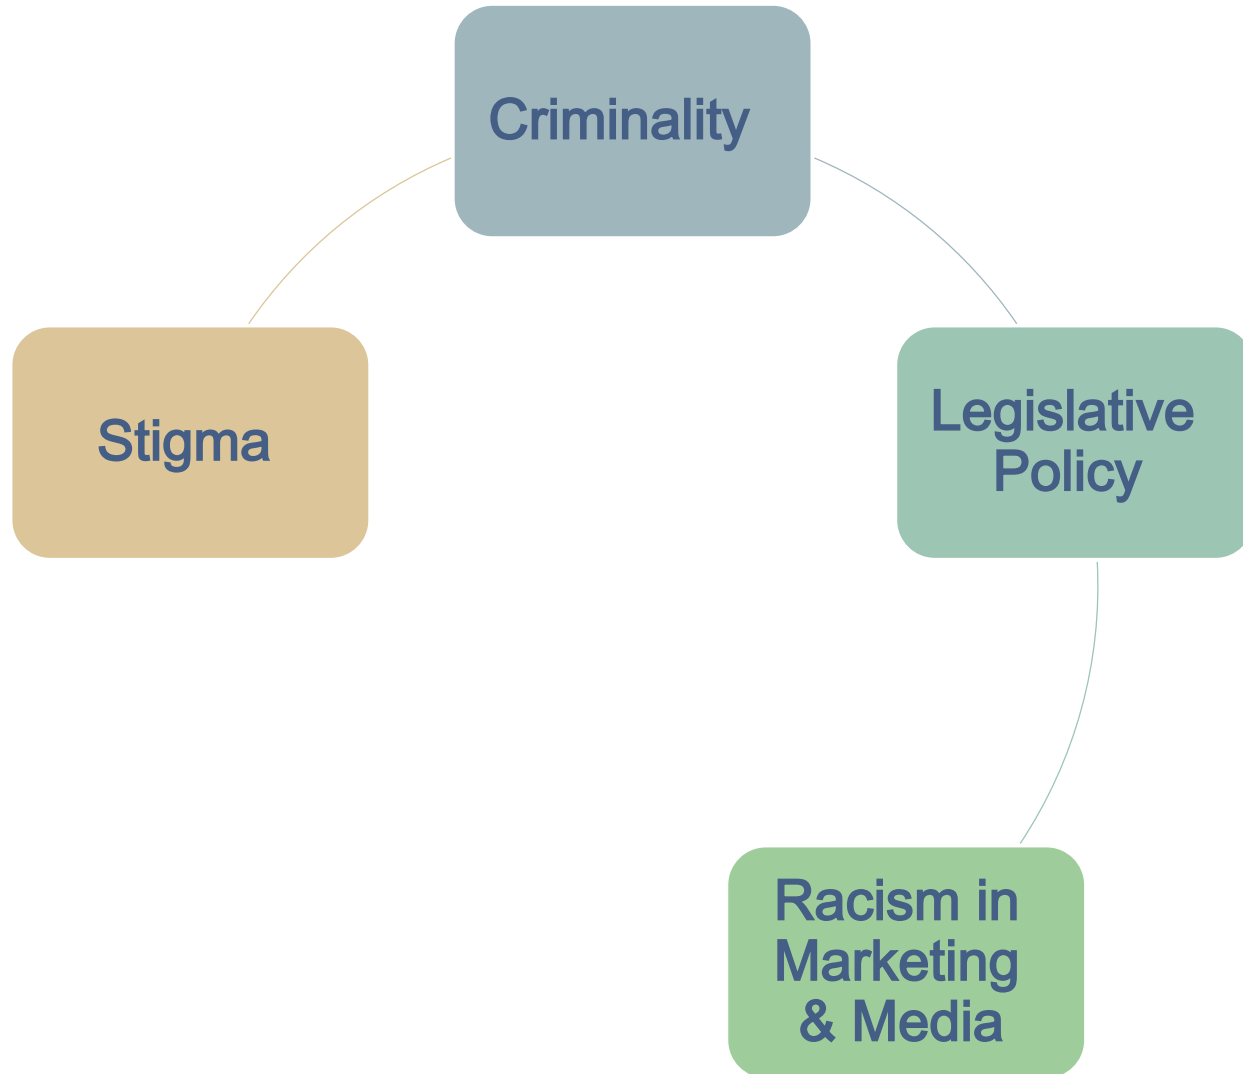 Criminality
Stigma
Legislative
Policy
Racism in
Marketing
& Media